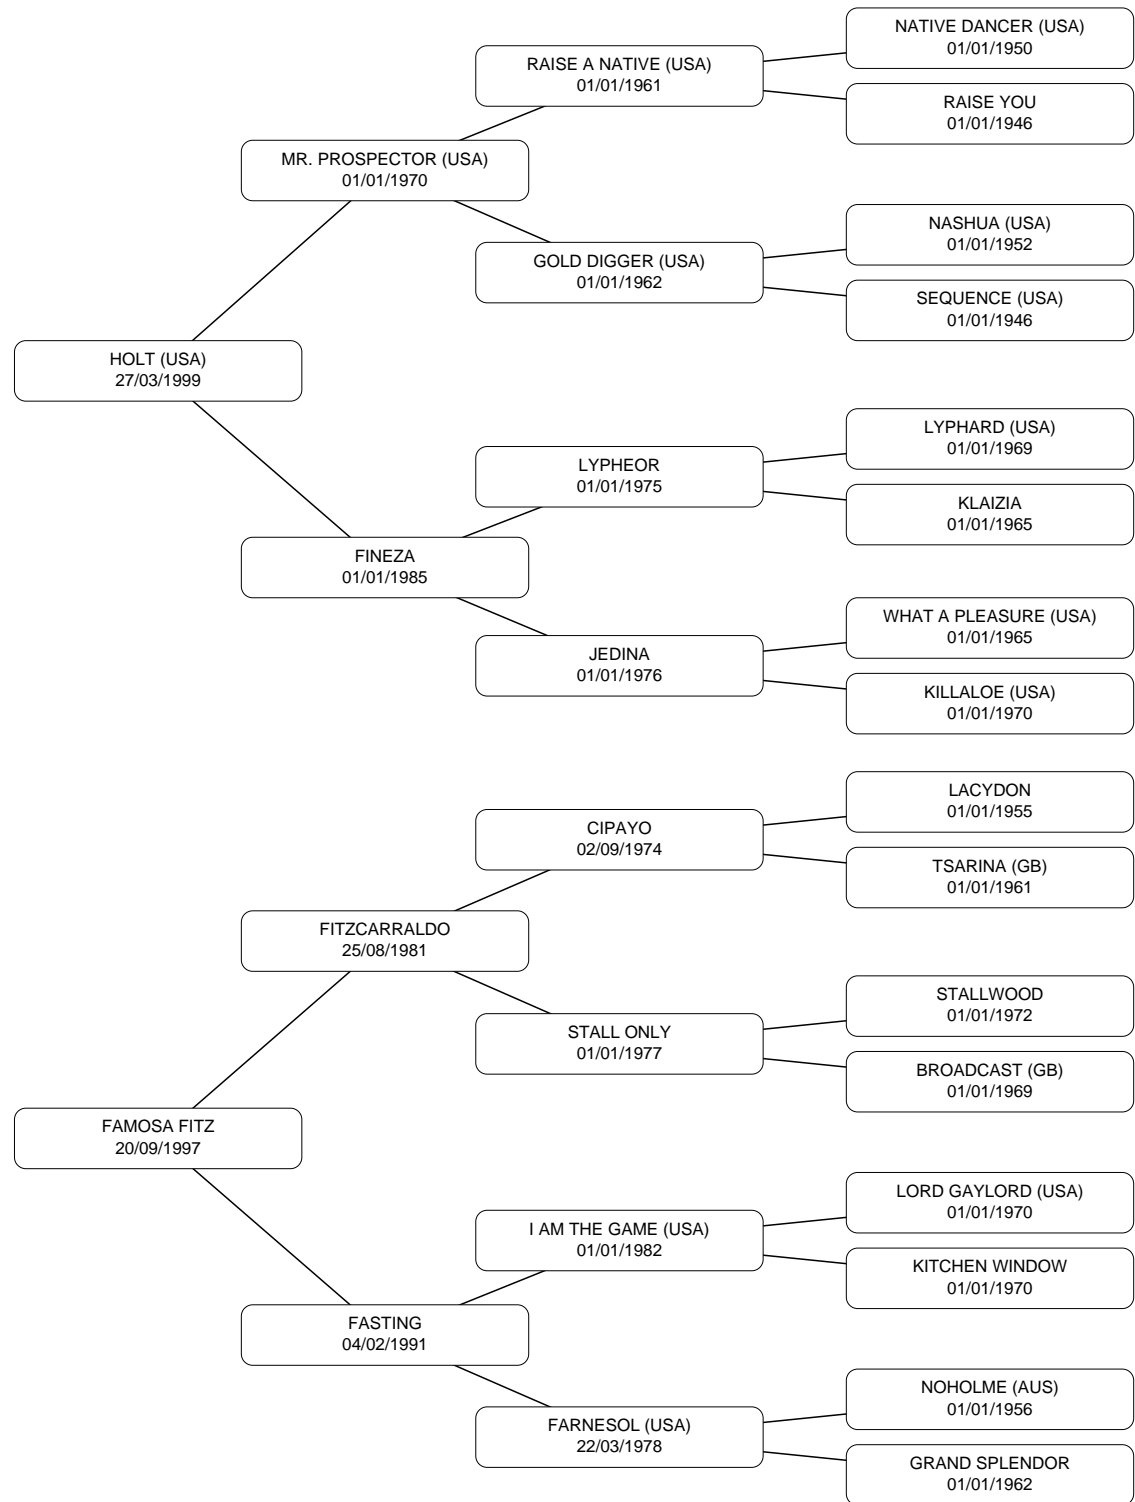 NATIVE DANCER (USA)
01/01/1950
RAISE A NATIVE (USA)
01/01/1961
RAISE YOU
01/01/1946
MR. PROSPECTOR (USA)
01/01/1970
NASHUA (USA)
01/01/1952
GOLD DIGGER (USA)
01/01/1962
SEQUENCE (USA)
01/01/1946
HOLT (USA)
27/03/1999
LYPHARD (USA)
01/01/1969
LYPHEOR
01/01/1975
KLAIZIA
01/01/1965
FINEZA
01/01/1985
WHAT A PLEASURE (USA)
01/01/1965
JEDINA
01/01/1976
KILLALOE (USA)
01/01/1970
LACYDON
01/01/1955
CIPAYO
02/09/1974
TSARINA (GB)
01/01/1961
FITZCARRALDO
25/08/1981
STALLWOOD
01/01/1972
STALL ONLY
01/01/1977
BROADCAST (GB)
01/01/1969
FAMOSA FITZ
20/09/1997
LORD GAYLORD (USA)
01/01/1970
I AM THE GAME (USA)
01/01/1982
KITCHEN WINDOW
01/01/1970
FASTING
04/02/1991
NOHOLME (AUS)
01/01/1956
FARNESOL (USA)
22/03/1978
GRAND SPLENDOR
01/01/1962